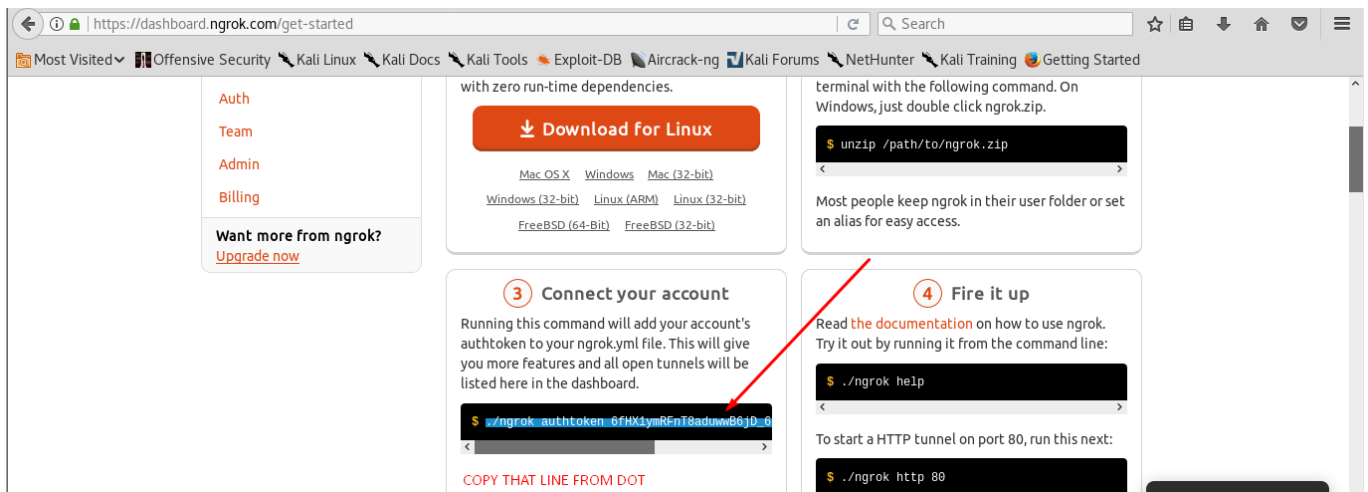 https://dashboard.ngrok.com/get-started
Search
Most Visited
Offensive Security
Kali Linux
Kali Docs
Kali Tools
Exploit-DB
Aircrack-ng
Kali Forums
NetHunter
Kali Training
Getting Started
Auth
Team
Admin
Billing
Want more from ngrok?
Upgrade now
with zero run-time dependencies.
Download for Linux
Mac OS X Windows Mac (32-bit)
Windows (32-bit) Linux (ARM) Linux (32-bit)
FreeBSD (64-Bit) FreeBSD (32-bit)
terminal with the following command. On
Windows, just double click ngrok.zip.
$ unzip /path/to/ngrok.zip
Most people keep ngrok in their user folder or set
an alias for easy access.
3 Connect your account
Running this command will add your account's
authtoken to your ngrok.yml file. This will give
you more features and all open tunnels will be
listed here in the dashboard.
$ ./ngrok authtoken 6fHX1ymRFnT8aduwwB6jD_6
COPY THAT LINE FROM DOT
4 Fire it up
Read the documentation on how to use ngrok.
Try it out by running it from the command line:
$ ./ngrok help
To start a HTTP tunnel on port 80, run this next:
$ ./ngrok http 80